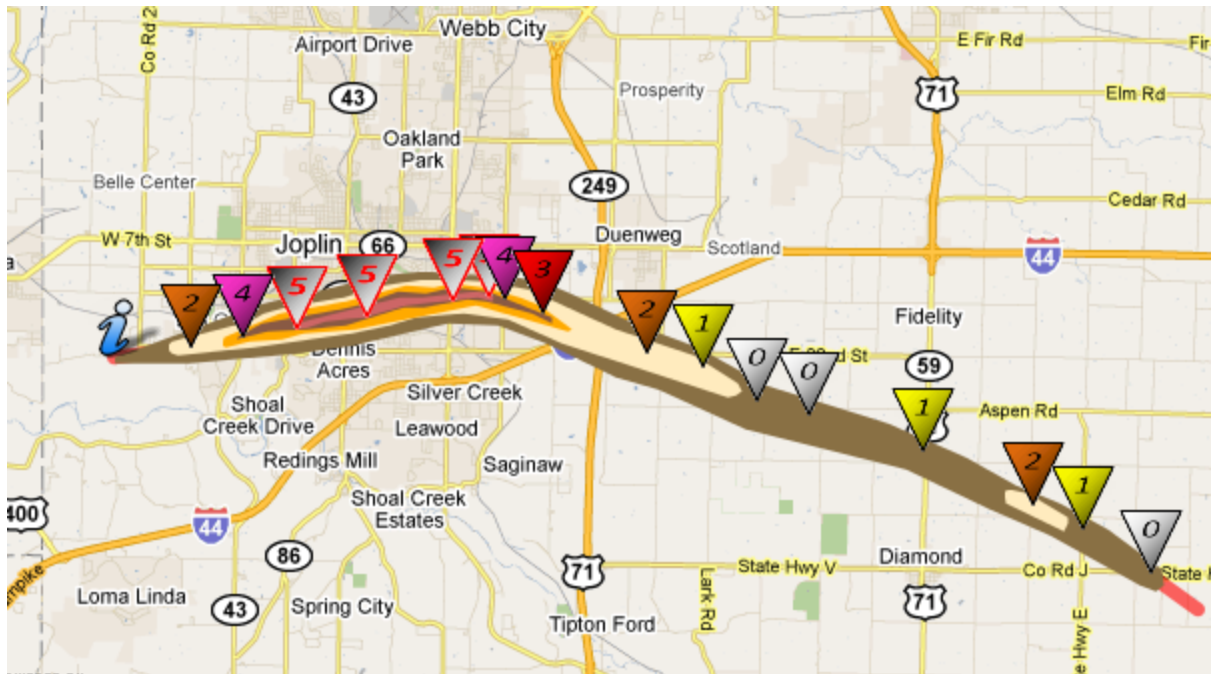 Webb City
E Fir Rd
Airport Drive
Co Rd 2
71
Elm Rd
43
Prosperity
Oakland
Park
Belle Center
249
Cedar Rd
W 7th St
Joplin
66
Duenweg
Scotland
44
5
5
5
4
3
2
4
2
1
0
0
Fidelity
59
Dennis
Acres
Silver Creek
1
Aspen Rd
Shoal
Creek Drive
Leawood
Redings Mill
Saginaw
2
1
Shoal Creek
Estates
400
44
0
86
71
State Hwy V
Diamond
Co Rd J
State
Loma Linda
43
Spring City
Tipton Ford
Lark Rd
71
Hwy E